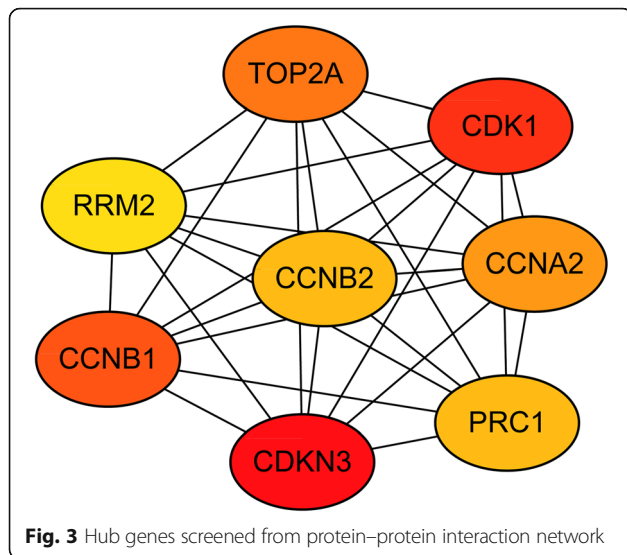 TOP2A
CDK1
RRM2
CCNB2
CCNA2
CCNB1
PRC1
CDKN3
Fig. 3 Hub genes screened from protein–protein interaction network